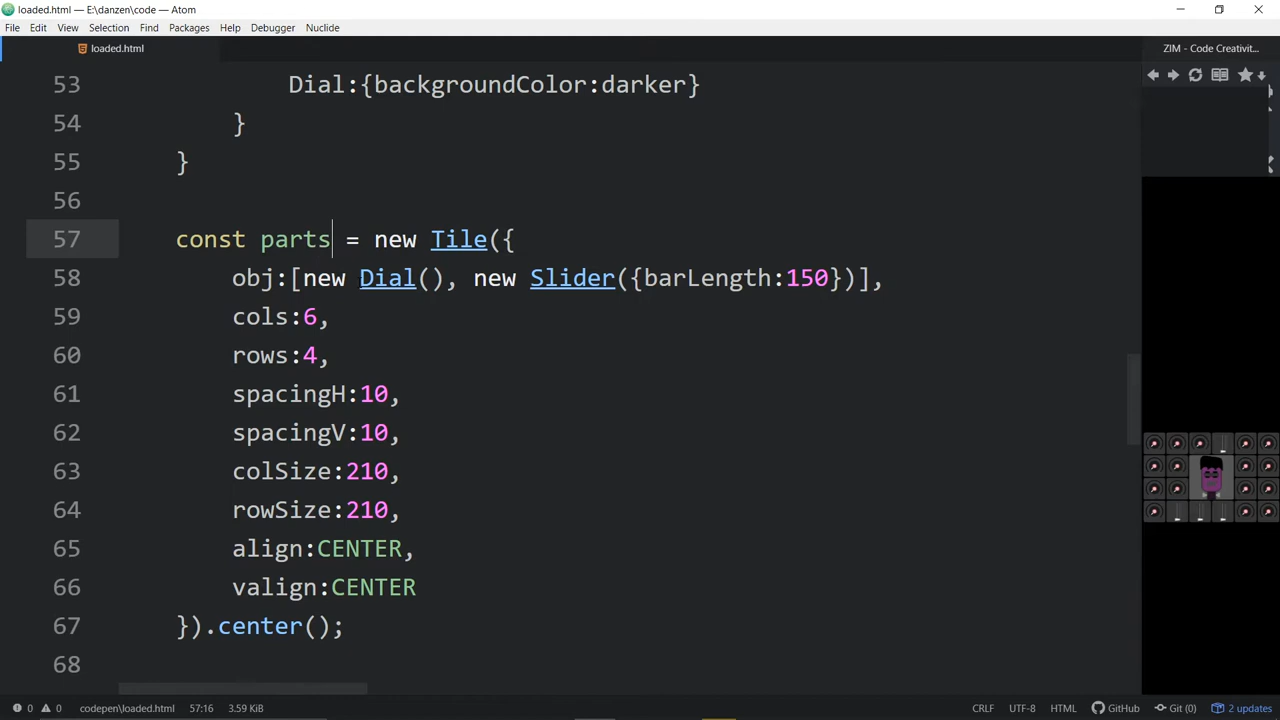 loaded.html — E:\danzen\code — Atom
File Edit View Selection Find Packages Help Debugger Nuclide
loaded.html
ZIM - Code Creativit...
53 Dial:{backgroundColor:darker}
54 }
55 }
56
57 const parts = new Tile({
58 obj:[new Dial(), new Slider({barLength:150})],
59 cols:6,
60 rows:4,
61 spacingH:10,
62 spacingV:10,
63 colSize:210,
64 rowSize:210,
65 align:CENTER,
66 valign:CENTER
67 }).center();
68
0 0 codepen/loaded.html 57:16 3.59 KiB CRLF UTF-8 HTML GitHub Git (0) 2 updates